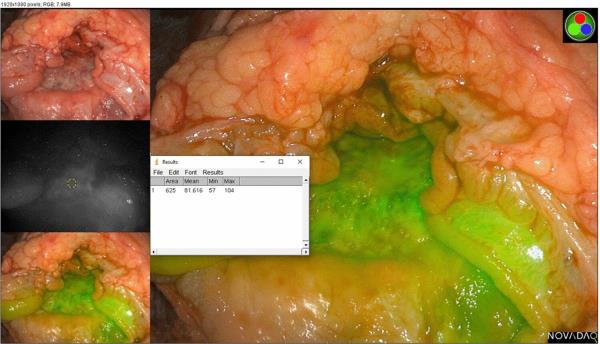 1920x1080 pixels; RGB; 7.9MB
Results
File Edit Font Results
Area Mean Min Max
1 625 81.616 57 104
NOVADAQ